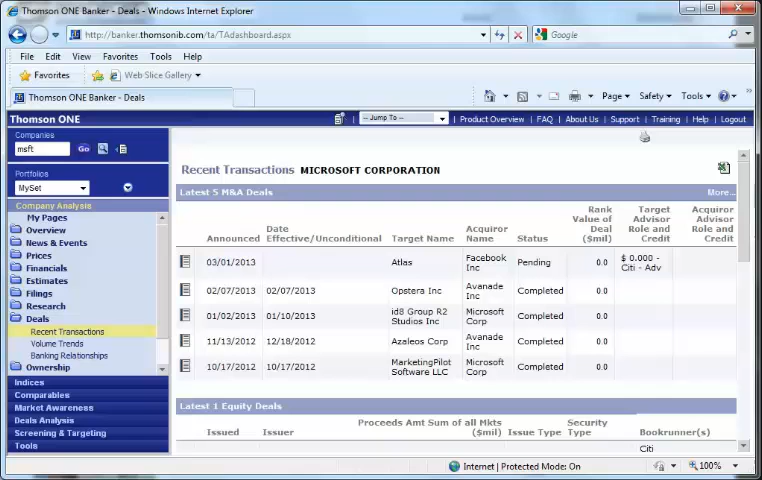 Thomson ONE Banker - Deals - Windows Internet Explorer
http://banker.thomsonib.com/ta/TAdashboard.aspx
Google
File Edit View Favorites Tools Help
Favorites Web Slice Gallery
Thomson ONE Banker - Deals
Page Safety Tools
Thomson ONE
-- Jump To --
Product Overview | FAQ | About Us | Support | Training | Help | Logout
Companies
msft Go
Portfolios
MySet
Company Analysis
My Pages
Overview
News & Events
Prices
Financials
Estimates
Filings
Research
Deals
Recent Transactions
Volume Trends
Banking Relationships
Ownership
Indices
Comparables
Market Awareness
Deals Analysis
Screening & Targeting
Tools
Recent Transactions MICROSOFT CORPORATION
Latest 5 M&A Deals More...
Announced
Date Effective/Unconditional
Target Name
Acquiror Name
Status
Rank Value of Deal ($mil)
Target Advisor Role and Credit
Acquiror Advisor Role and Credit
03/01/2013 Atlas Facebook Inc Pending 0.0 $ 0.000 - Citi - Adv
02/07/2013 02/07/2013 Opstera Inc Avanade Inc Completed 0.0
01/02/2013 01/10/2013 id8 Group R2 Studios Inc Microsoft Corp Completed 0.0
11/13/2012 12/18/2012 Azaleos Corp Avanade Inc Completed 0.0
10/17/2012 10/17/2012 MarketingPilot Software LLC Microsoft Corp Completed 0.0
Latest 1 Equity Deals
Issued
Issuer
Proceeds Amt Sum of all Mkts ($mil)
Issue Type
Security Type
Bookrunner(s)
Citi
Internet | Protected Mode: On
100%